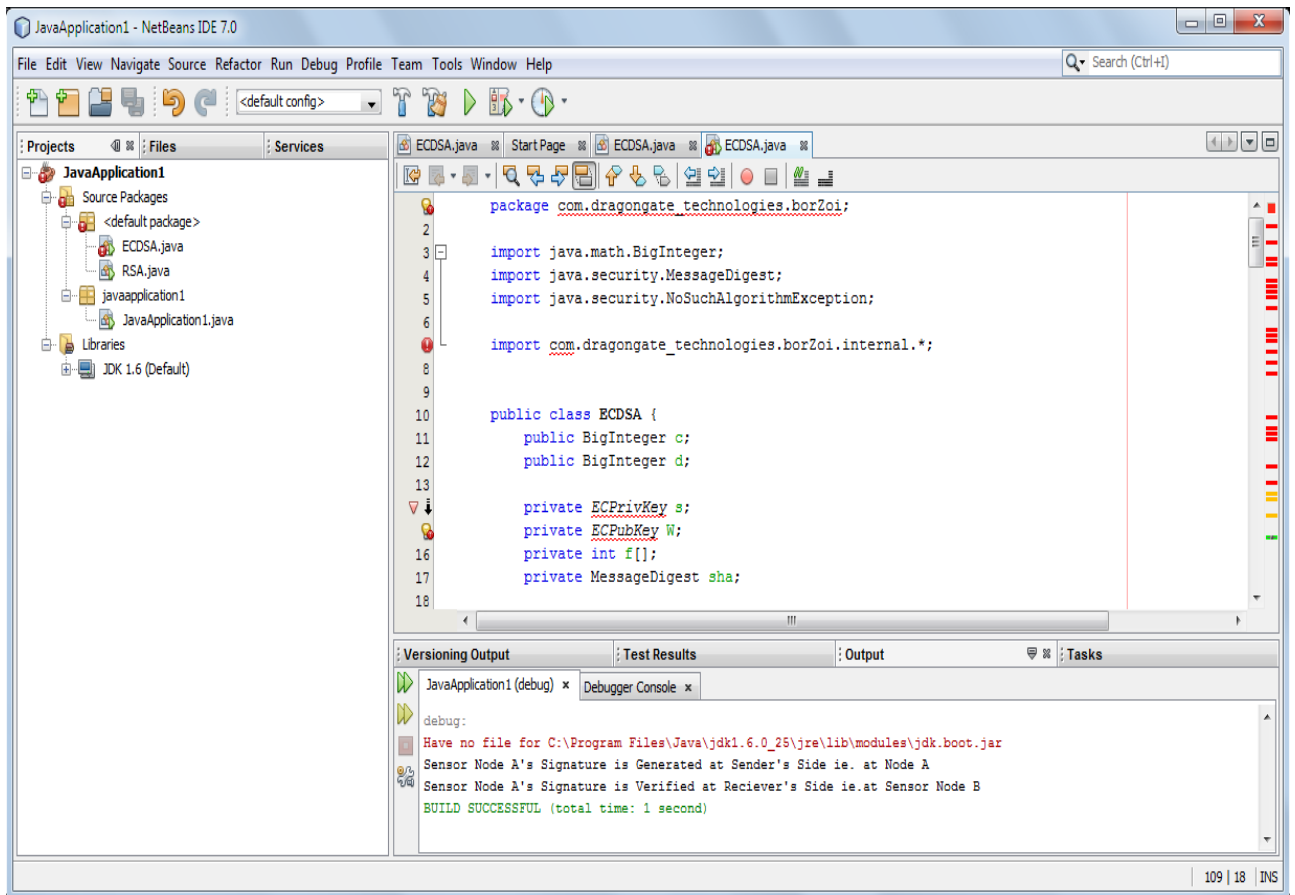 JavaApplication1 - NetBeans IDE 7.0
File Edit View Navigate Source Refactor Run Debug Profile Team Tools Window Help
Search (Ctrl+I)
<default config>
Projects Files Services
JavaApplication1
Source Packages
<default package>
ECDSA.java
RSA.java
javaapplication1
JavaApplication1.java
Libraries
JDK 1.6 (Default)
ECDSA.java Start Page ECDSA.java ECDSA.java
package com.dragongate_technologies.borZoi;
2
3 import java.math.BigInteger;
4 import java.security.MessageDigest;
5 import java.security.NoSuchAlgorithmException;
6
import com.dragongate_technologies.borZoi.internal.*;
8
9
10 public class ECDSA {
11 public BigInteger c;
12 public BigInteger d;
13
private ECPrivKey s;
private ECPubKey W;
16 private int f[];
17 private MessageDigest sha;
18
Versioning Output Test Results Output Tasks
JavaApplication1 (debug) Debugger Console
debug:
Have no file for C:\Program Files\Java\jdk1.6.0_25\jre\lib\modules\jdk.boot.jar
Sensor Node A's Signature is Generated at Sender's Side ie. at Node A
Sensor Node A's Signature is Verified at Reciever's Side ie.at Sensor Node B
BUILD SUCCESSFUL (total time: 1 second)
109 | 18 INS